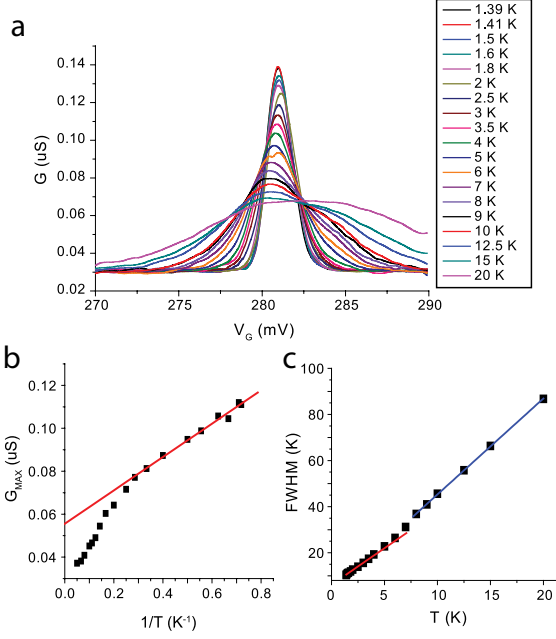 a
G (uS)
0.14
0.12
0.10
0.08
0.06
0.04
0.02
270 275 280 285 290
V_G (mV)
1.39 K
1.41 K
1.5 K
1.6 K
1.8 K
2 K
2.5 K
3 K
3.5 K
4 K
5 K
6 K
7 K
8 K
9 K
10 K
12.5 K
15 K
20 K
b
G_MAX (uS)
0.12
0.10
0.08
0.06
0.04
0.0 0.2 0.4 0.6 0.8
1/T (K⁻¹)
c
FWHM (K)
100
80
60
40
20
5 10 15 20
T (K)